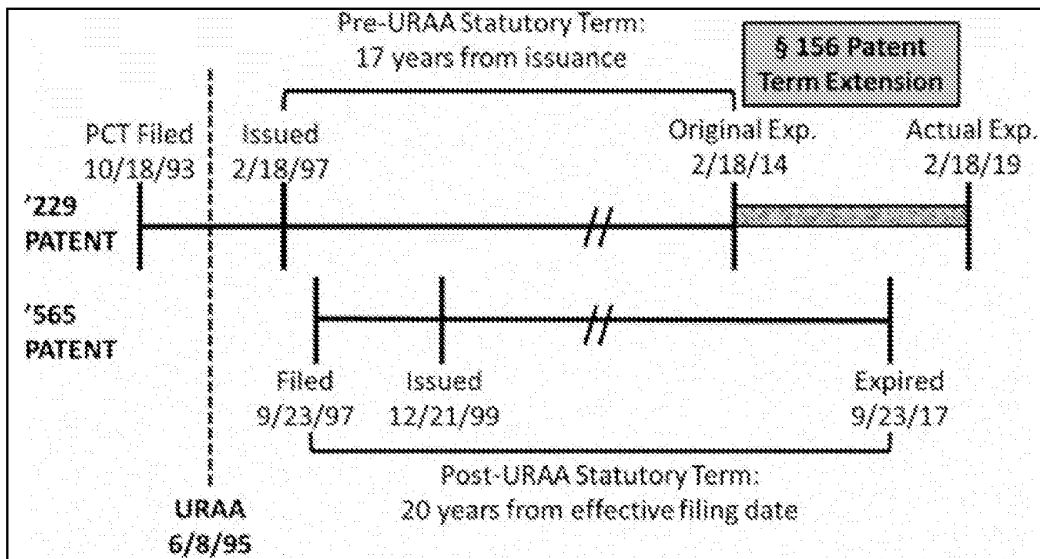 Pre-URAA Statutory Term:
17 years from issuance
§ 156 Patent
Term Extension
PCT Filed
10/18/93
Issued
2/18/97
Original Exp.
2/18/14
Actual Exp.
2/18/19
'229
PATENT
'565
PATENT
Filed
9/23/97
Issued
12/21/99
Expired
9/23/17
Post-URAA Statutory Term:
20 years from effective filing date
URAA
6/8/95